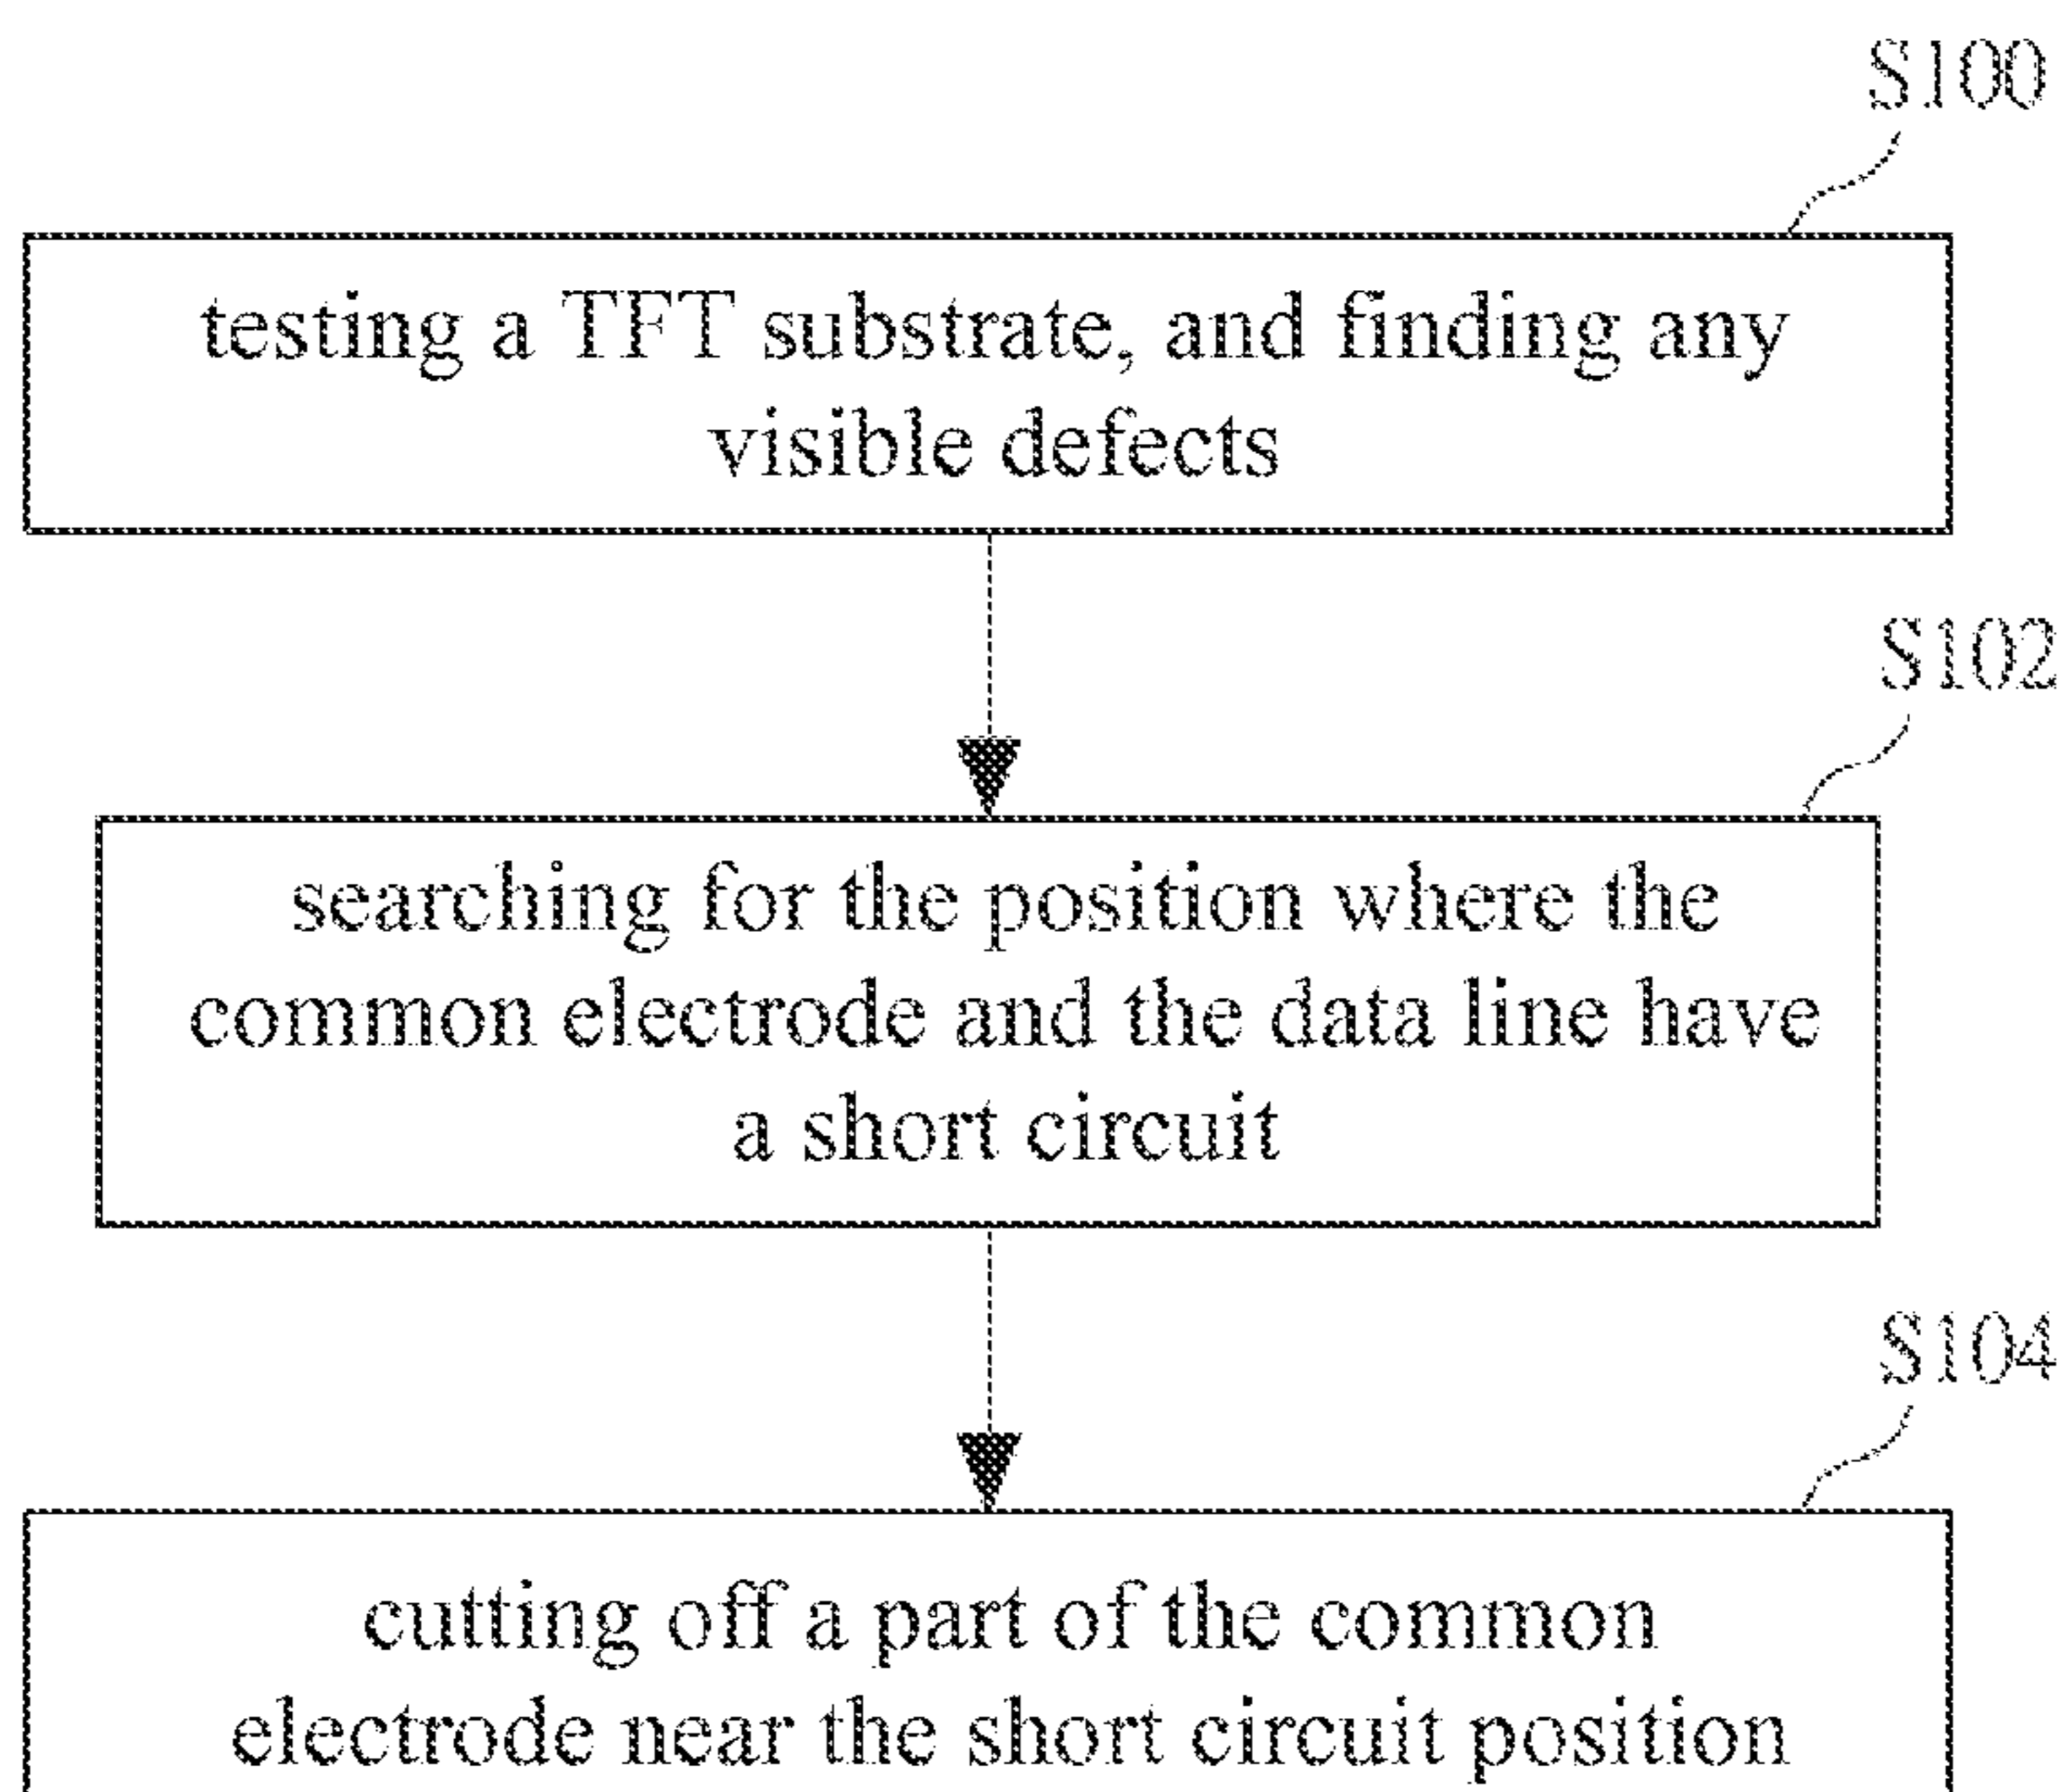 S100
testing a TFT substrate, and finding any
visible defects
S102
searching for the position where the
common electrode and the data line have
a short circuit
S104
cutting off a part of the common
electrode near the short circuit position